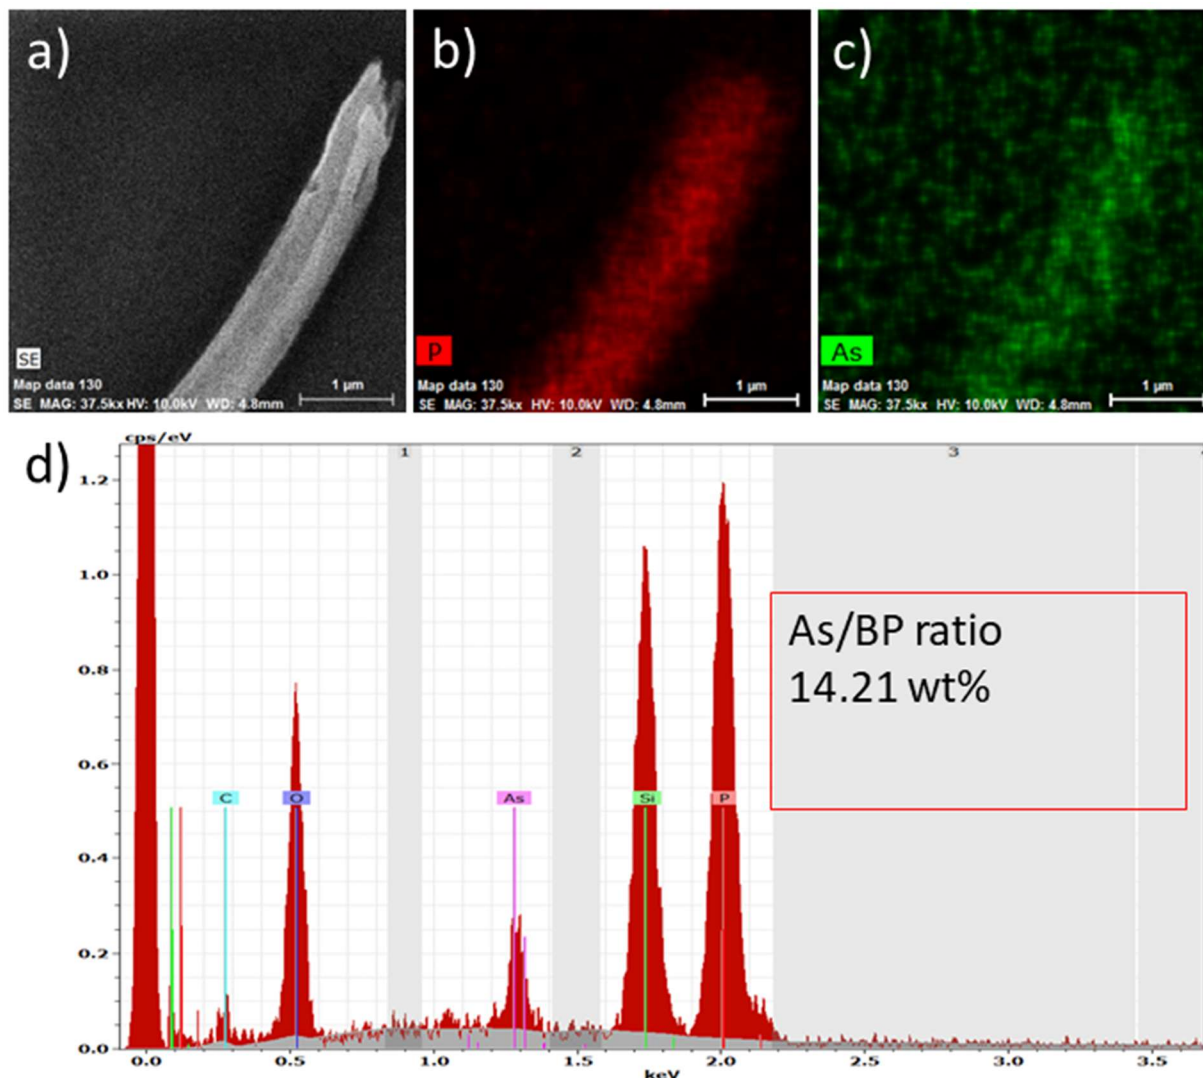 a)
b)
c)
SE
P
As
Map data 130
1 µm
SE MAG: 37.5kx HV: 10.0kV WD: 4.8mm
Map data 130
1 µm
SE MAG: 37.5kx HV: 10.0kV WD: 4.8mm
Map data 130
1 µm
SE MAG: 37.5kx HV: 10.0kV WD: 4.8mm
d)
cps/eV
1
2
3
1.2
1.0
0.8
0.6
0.4
0.2
0.0
As/BP ratio
14.21 wt%
C
O
As
Si
P
0.0
0.5
1.0
1.5
2.0
2.5
3.0
3.5
keV